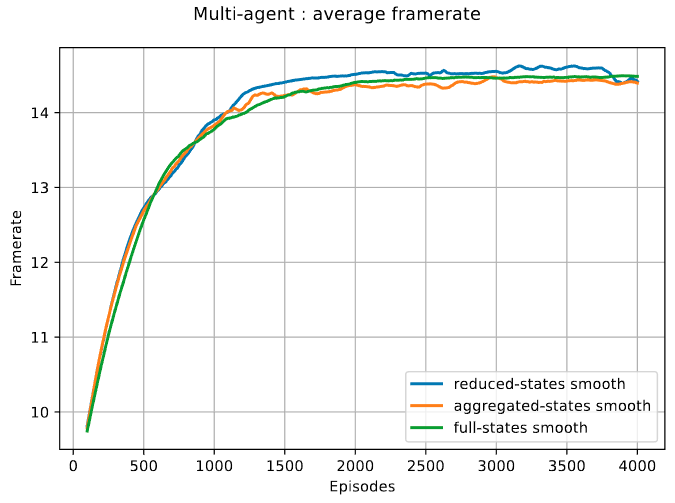 Multi-agent : average framerate
Framerate
14
13
12
11
10
reduced-states smooth
aggregated-states smooth
full-states smooth
0 500 1000 1500 2000 2500 3000 3500 4000
Episodes